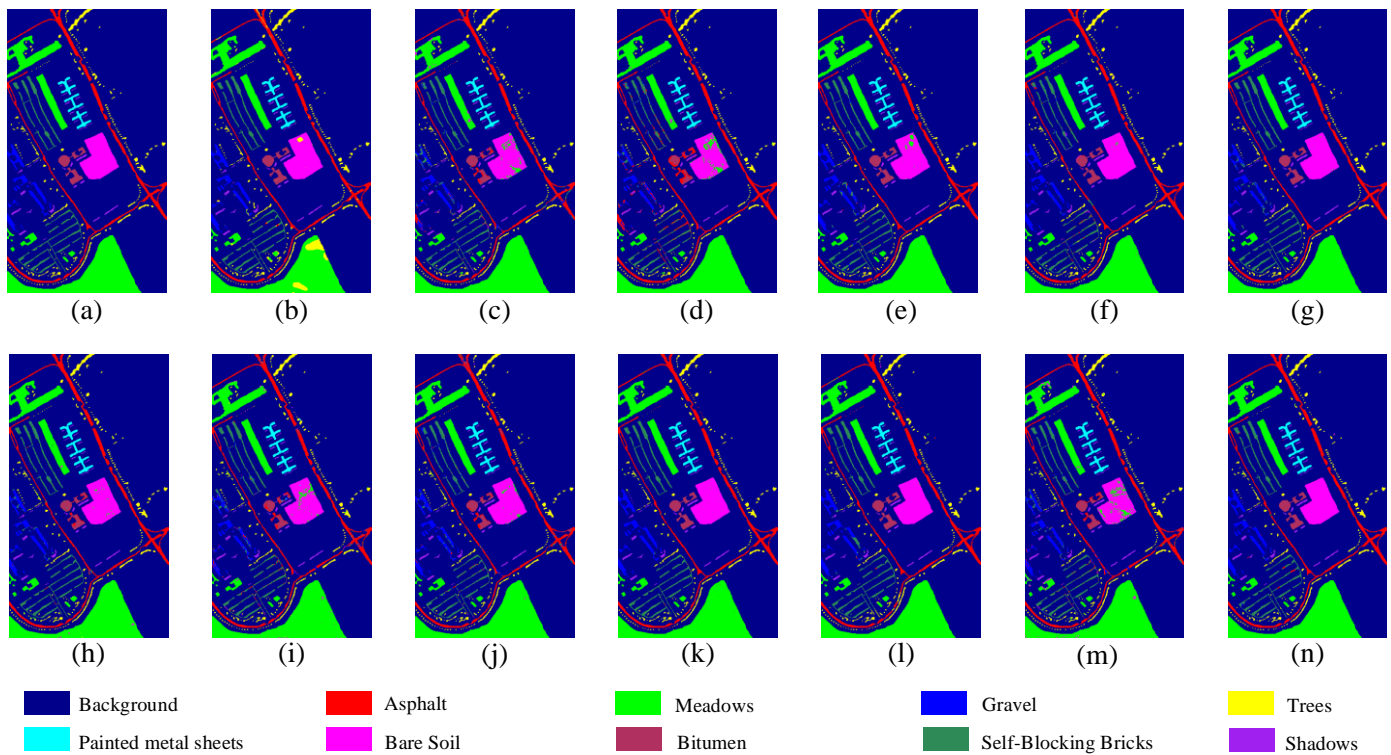 (a) (b) (c) (d) (e) (f) (g)
(h) (i) (j) (k) (l) (m) (n)
Background Asphalt Meadows Gravel Trees
Painted metal sheets Bare Soil Bitumen Self-Blocking Bricks Shadows